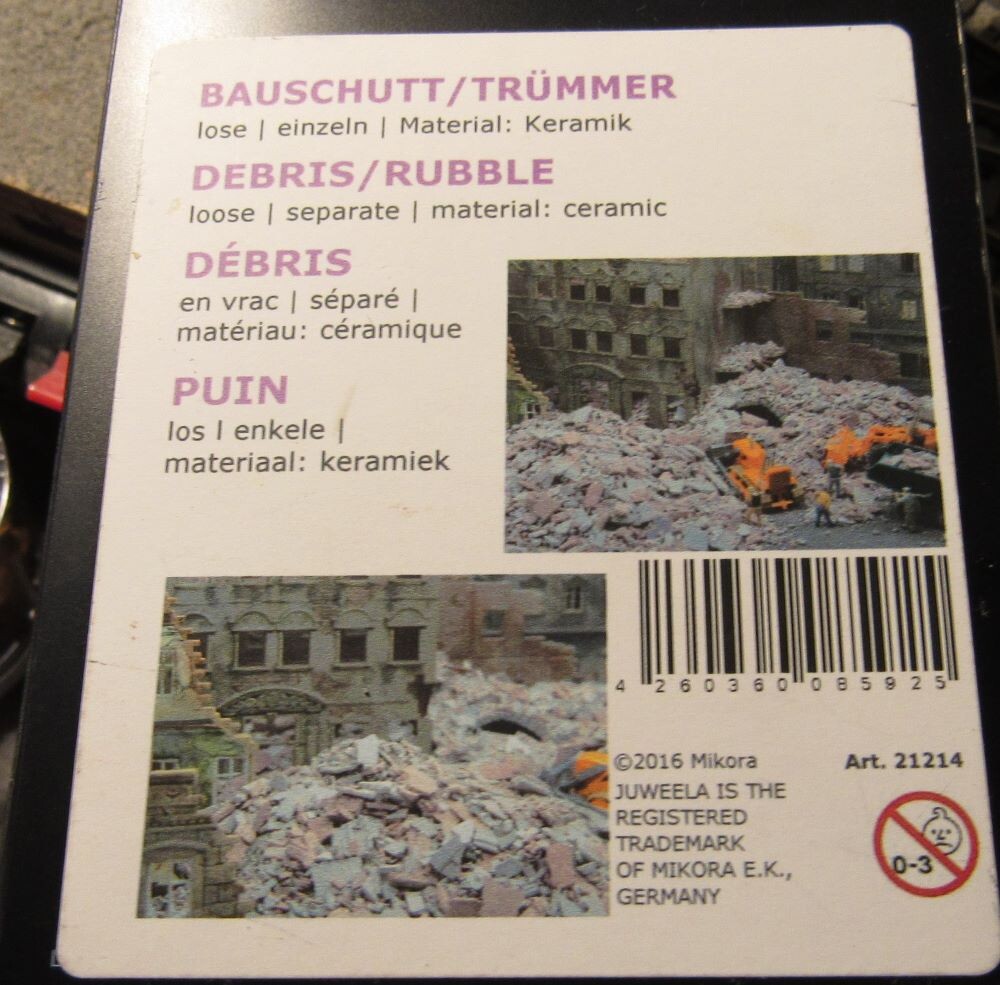 BAUSCHUTT/TRÜMMER
lose | einzeln | Material: Keramik
DEBRIS/RUBBLE
loose | separate | material: ceramic
DÉBRIS
en vrac | séparé |
matériau: céramique
PUIN
los l enkele |
materiaal: keramiek
4 260360 085925
©2016 Mikora
Art. 21214
JUWEELA IS THE
REGISTERED
TRADEMARK
OF MIKORA E.K.,
GERMANY
0-3